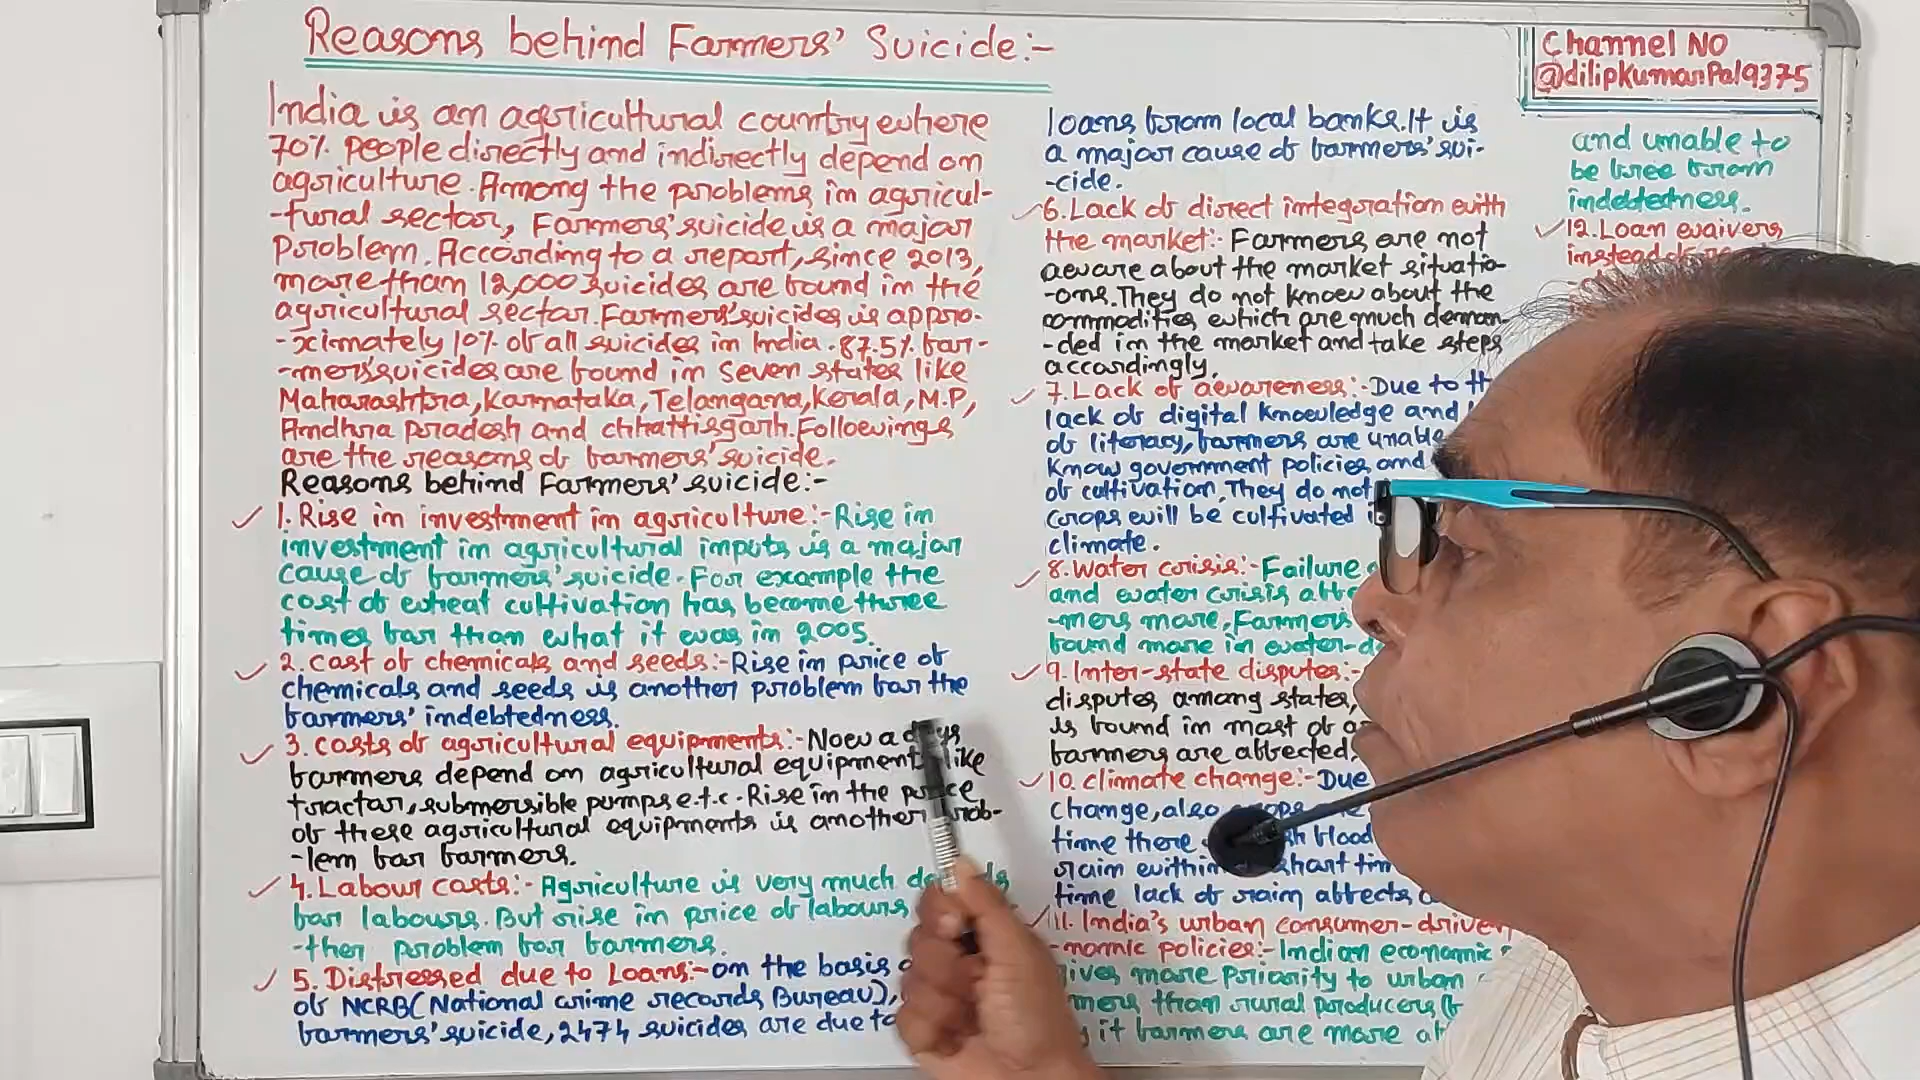 Reasons behind Farmers' Suicide:-
Channel No
@dilipkumarpal9375
India is an agricultural country where
70% people directly and indirectly depend on
agriculture. Among the problems in agricul-
-tural sector, Farmers' suicide is a major
Problem. According to a report, since 2013,
more than 12,000 suicides are found in the
agricultural sector. Farmers' suicides is appro-
-ximately 10% of all suicides in India. 87.5% far-
-mers' suicides are found in seven states like
Maharashtra, Karnataka, Telangana, Kerala, M.P,
Andhra pradesh and chhattisgarh. Followings
are the reasons of farmers' suicide.
Reasons behind Farmers' suicide:-
1. Rise in investment in agriculture:- Rise in
investment in agricultural inputs is a major
cause of farmers' suicide. For example the
cost of wheat cultivation has become three
times far than what it was in 2005.
2. cost of chemicals and seeds:- Rise in price of
chemicals and seeds is another problem for the
farmers' indebtedness.
3. costs of agricultural equipments:- Now a days
farmers depend on agricultural equipments like
tractor, submersible pumps e.t.c. Rise in the price
of these agricultural equipments is another prob-
-lem for farmers.
4. Labour costs:- Agriculture is very much
for labours. But rise in price of labours
-ther problem for farmers.
5. Distressed due to Loans:- on the basis
of NCRB (National crime records Bureau),
farmers' suicide, 2474 suicides are due to
loans from local banks. It is
a major cause of farmers' sui-
-cide.
6. Lack of direct integration with
the market:- Farmers are not
aware about the market situatio-
-ons. They do not know about the
commodities which are much deman-
-ded in the market and take steps
accordingly.
7. Lack of awareness:- Due to
lack of digital knowledge and
of literacy, farmers are unable
know government policies and
of cultivation. They do not
crops will be cultivated
climate.
8. Water crisis:- Failure
and water crisis
-mers more, Farmers
found more in water-
9. Inter-state disputes:-
disputes among states,
is found in most of
farmers are affected.
10. climate change:- Due
change, also crops
time there flood
rain within short
time lack of rain affects
11. India's urban consumer-driven
-nomic policies:- Indian economic
gives more priority to urban
than rural producers
it farmers are more
and unable to
be free from
indebtedness.
12. Loan waivers
instead of